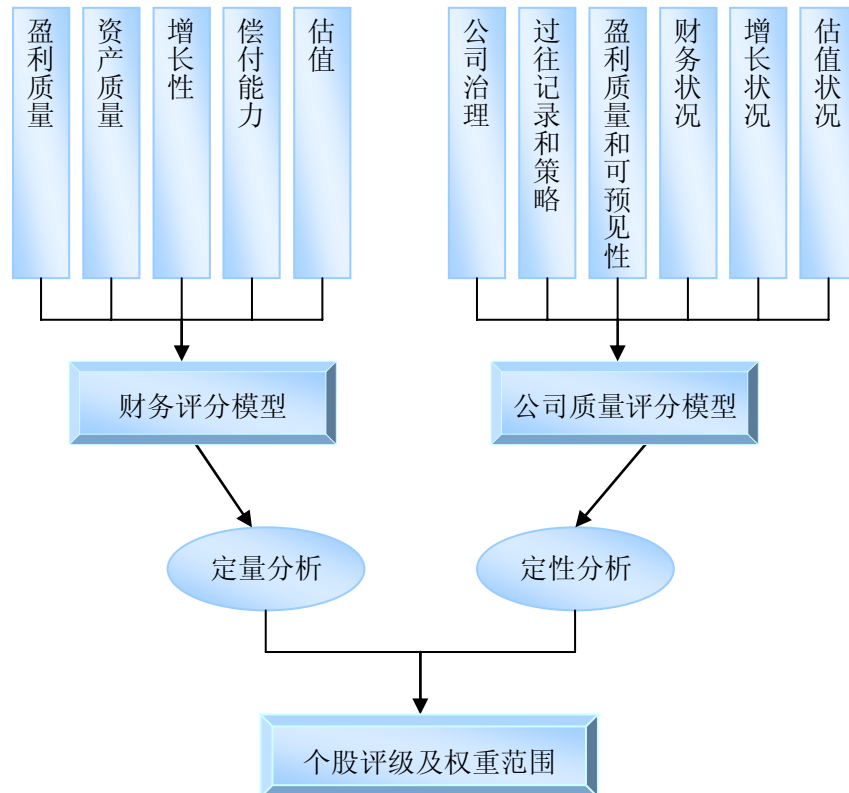 盈利质量
资产质量
增长性
偿付能力
估值
公司治理
过往记录和策略
盈利质量和可预见性
财务状况
增长状况
估值状况
财务评分模型
公司质量评分模型
定量分析
定性分析
个股评级及权重范围